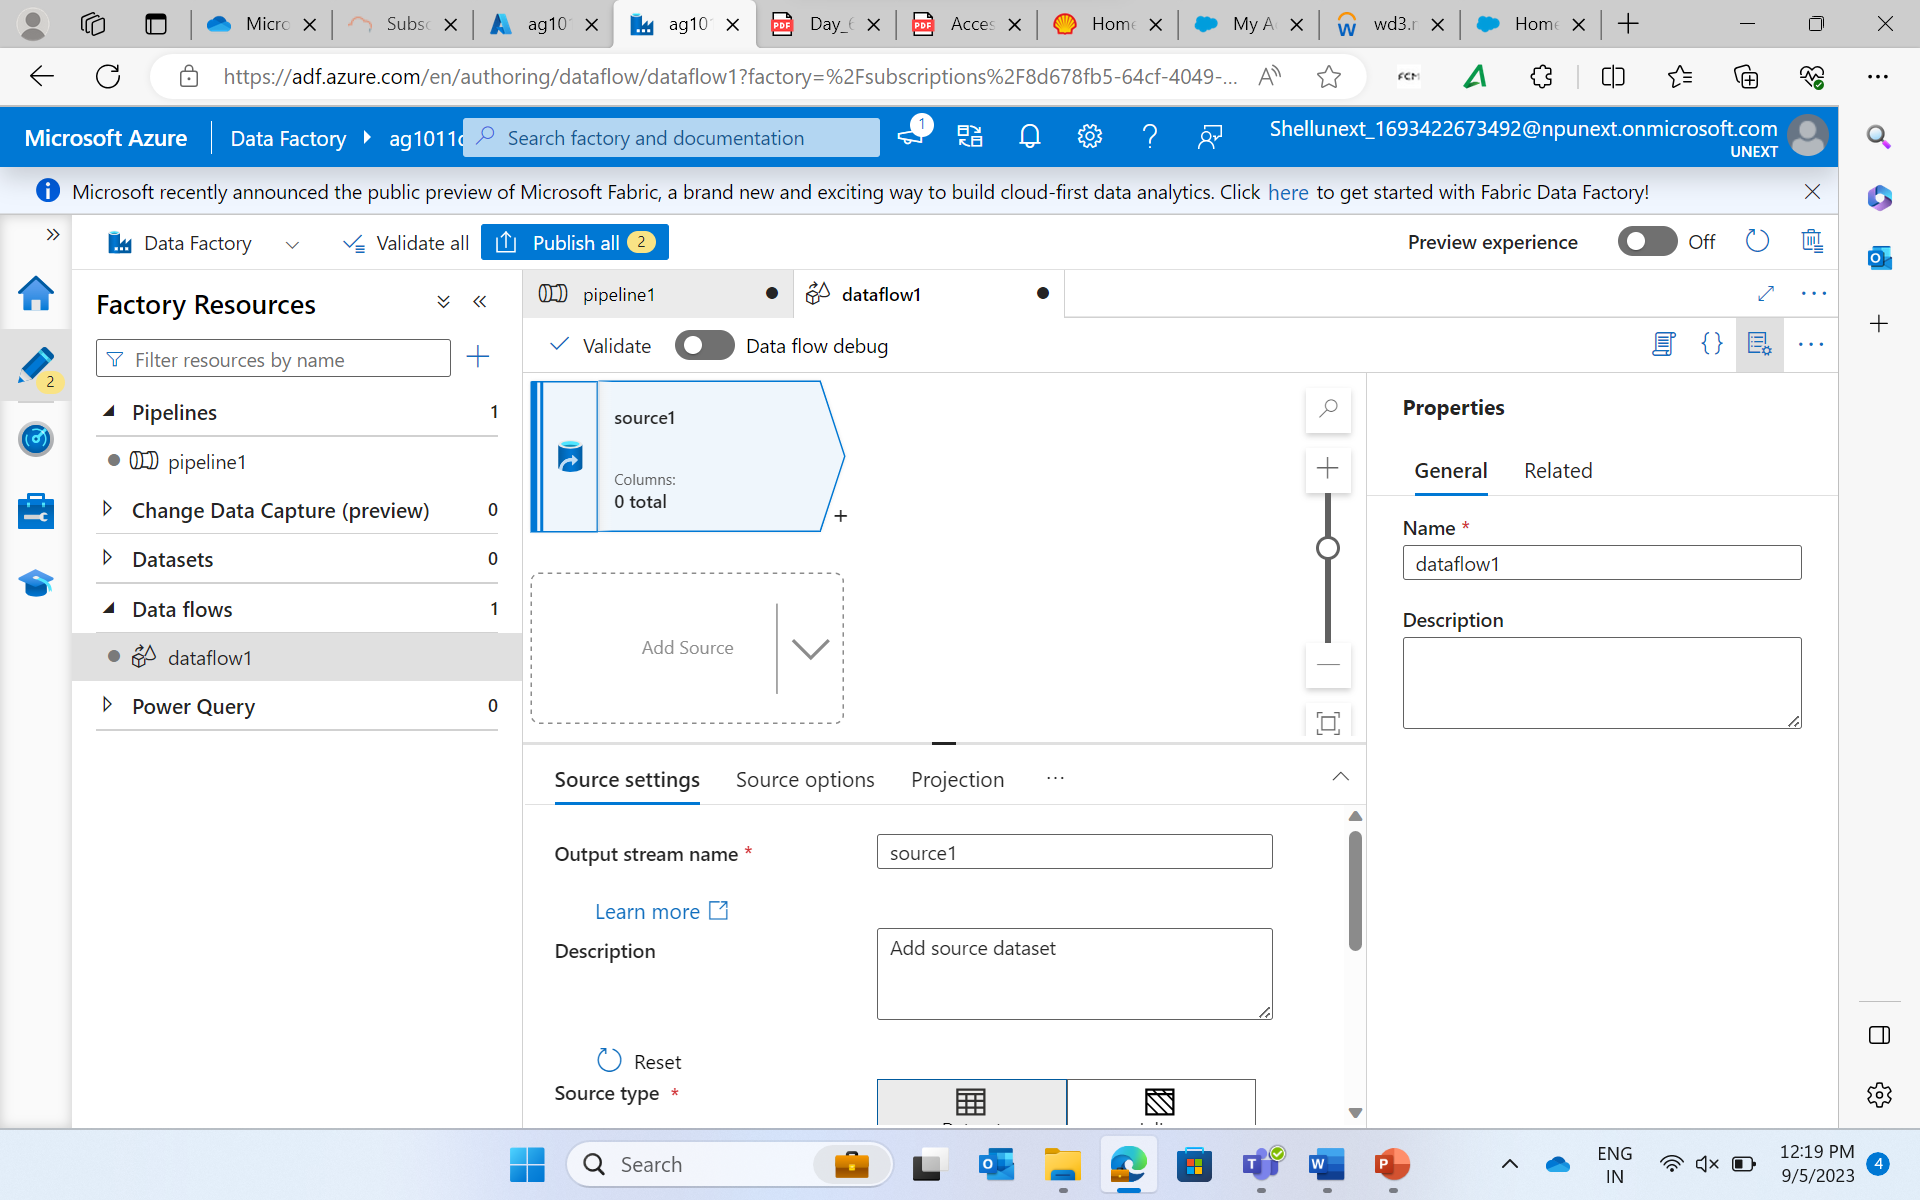 Micro
Subsc
ag10
ag10
Day_6
Acces
Home
My A
wd3.r
Home
https://adf.azure.com/en/authoring/dataflow/dataflow1?factory=%2Fsubscriptions%2F8d678fb5-64cf-4049-...
FCM
Microsoft Azure
Data Factory
ag1011
Search factory and documentation
1
Shellunext_1693422673492@npunext.onmicrosoft.com
UNEXT
Microsoft recently announced the public preview of Microsoft Fabric, a brand new and exciting way to build cloud-first data analytics. Click here to get started with Fabric Data Factory!
Data Factory
Validate all
Publish all 2
Preview experience
Off
Factory Resources
Filter resources by name
2
Pipelines 1
pipeline1
Change Data Capture (preview) 0
Datasets 0
Data flows 1
dataflow1
Power Query 0
pipeline1
dataflow1
Validate
Data flow debug
source1
Columns:
0 total
Add Source
Properties
General
Related
Name *
dataflow1
Description
Source settings
Source options
Projection
Output stream name *
source1
Learn more
Description
Add source dataset
Reset
Source type *
Search
ENG
IN
12:19 PM
9/5/2023
4